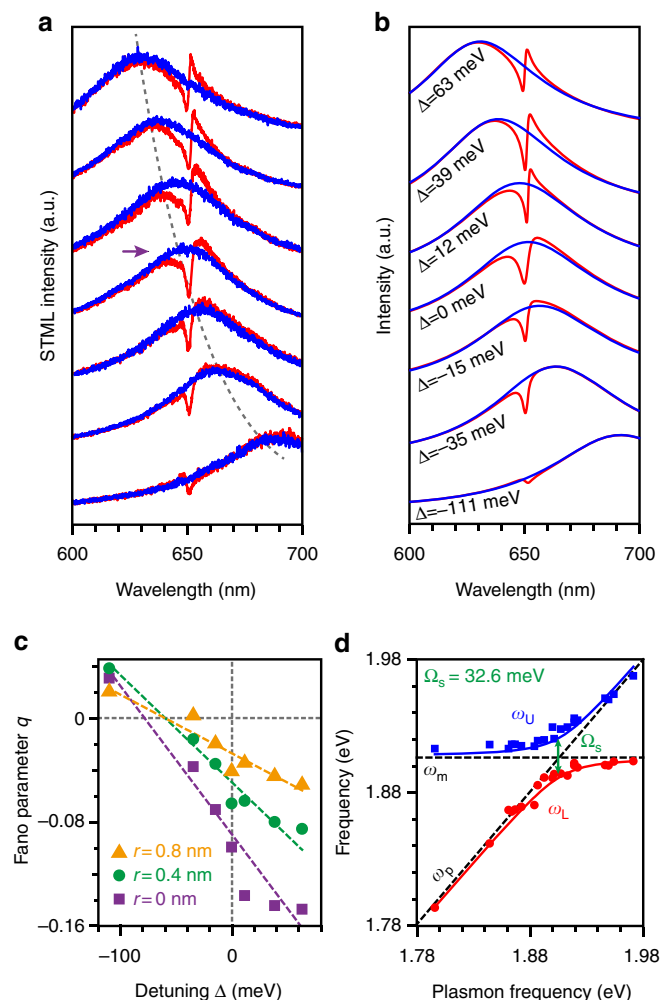 a
STML intensity (a.u.)
600
650
700
Wavelength (nm)
b
Intensity (a.u.)
Δ=63 meV
Δ=39 meV
Δ=12 meV
Δ=0 meV
Δ=–15 meV
Δ=–35 meV
Δ=–111 meV
600
650
700
Wavelength (nm)
c
Fano parameter q
0
–0.08
–0.16
r = 0.8 nm
r = 0.4 nm
r = 0 nm
–100
0
Detuning Δ (meV)
d
Frequency (eV)
1.98
1.88
1.78
Ωs = 32.6 meV
ωU
Ωs
ωm
ωL
ωp
1.78
1.88
1.98
Plasmon frequency (eV)